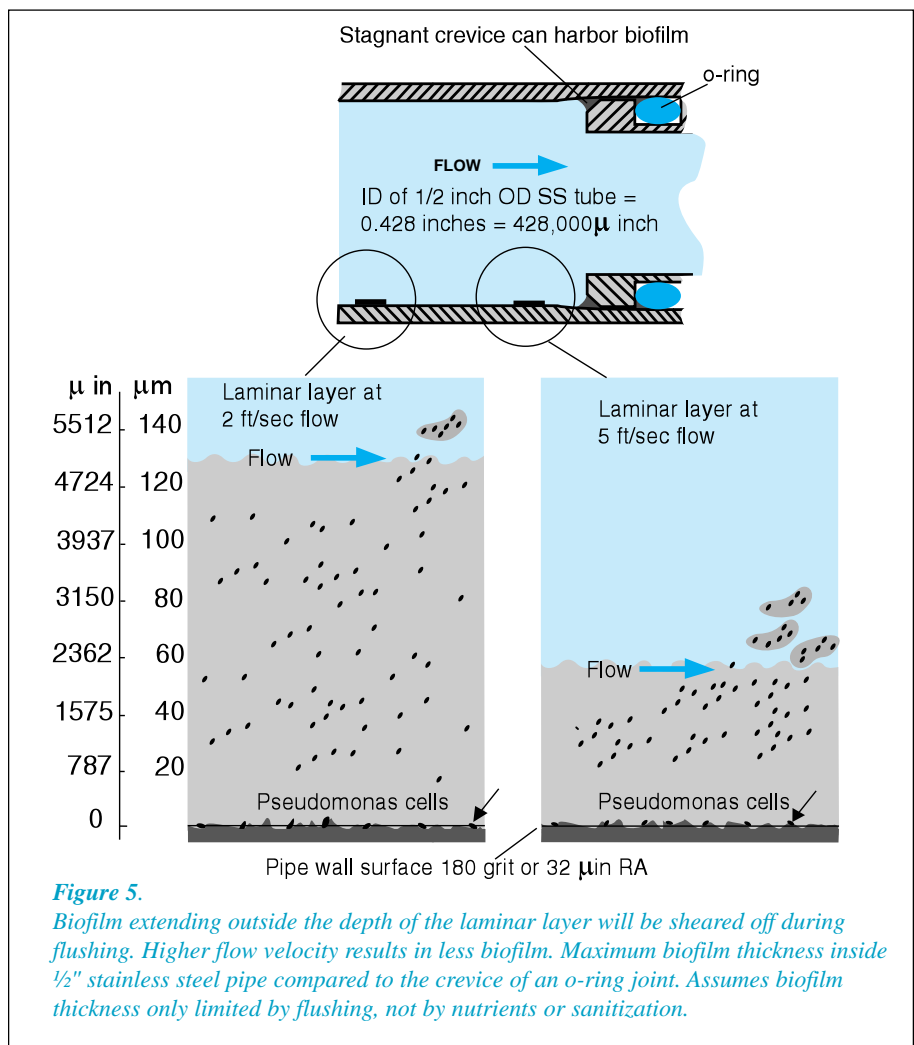 Stagnant crevice can harbor biofilm
o-ring
FLOW
ID of 1/2 inch OD SS tube =
0.428 inches = 428,000μ inch
μ in μm
5512 140
4724 120
3937 100
3150 80
2362 60
1575 40
787 20
0
Laminar layer at
2 ft/sec flow
Flow
Pseudomonas cells
Laminar layer at
5 ft/sec flow
Flow
Pseudomonas cells
Pipe wall surface 180 grit or 32 μin RA
Figure 5.
Biofilm extending outside the depth of the laminar layer will be sheared off during
flushing. Higher flow velocity results in less biofilm. Maximum biofilm thickness inside
½" stainless steel pipe compared to the crevice of an o-ring joint. Assumes biofilm
thickness only limited by flushing, not by nutrients or sanitization.